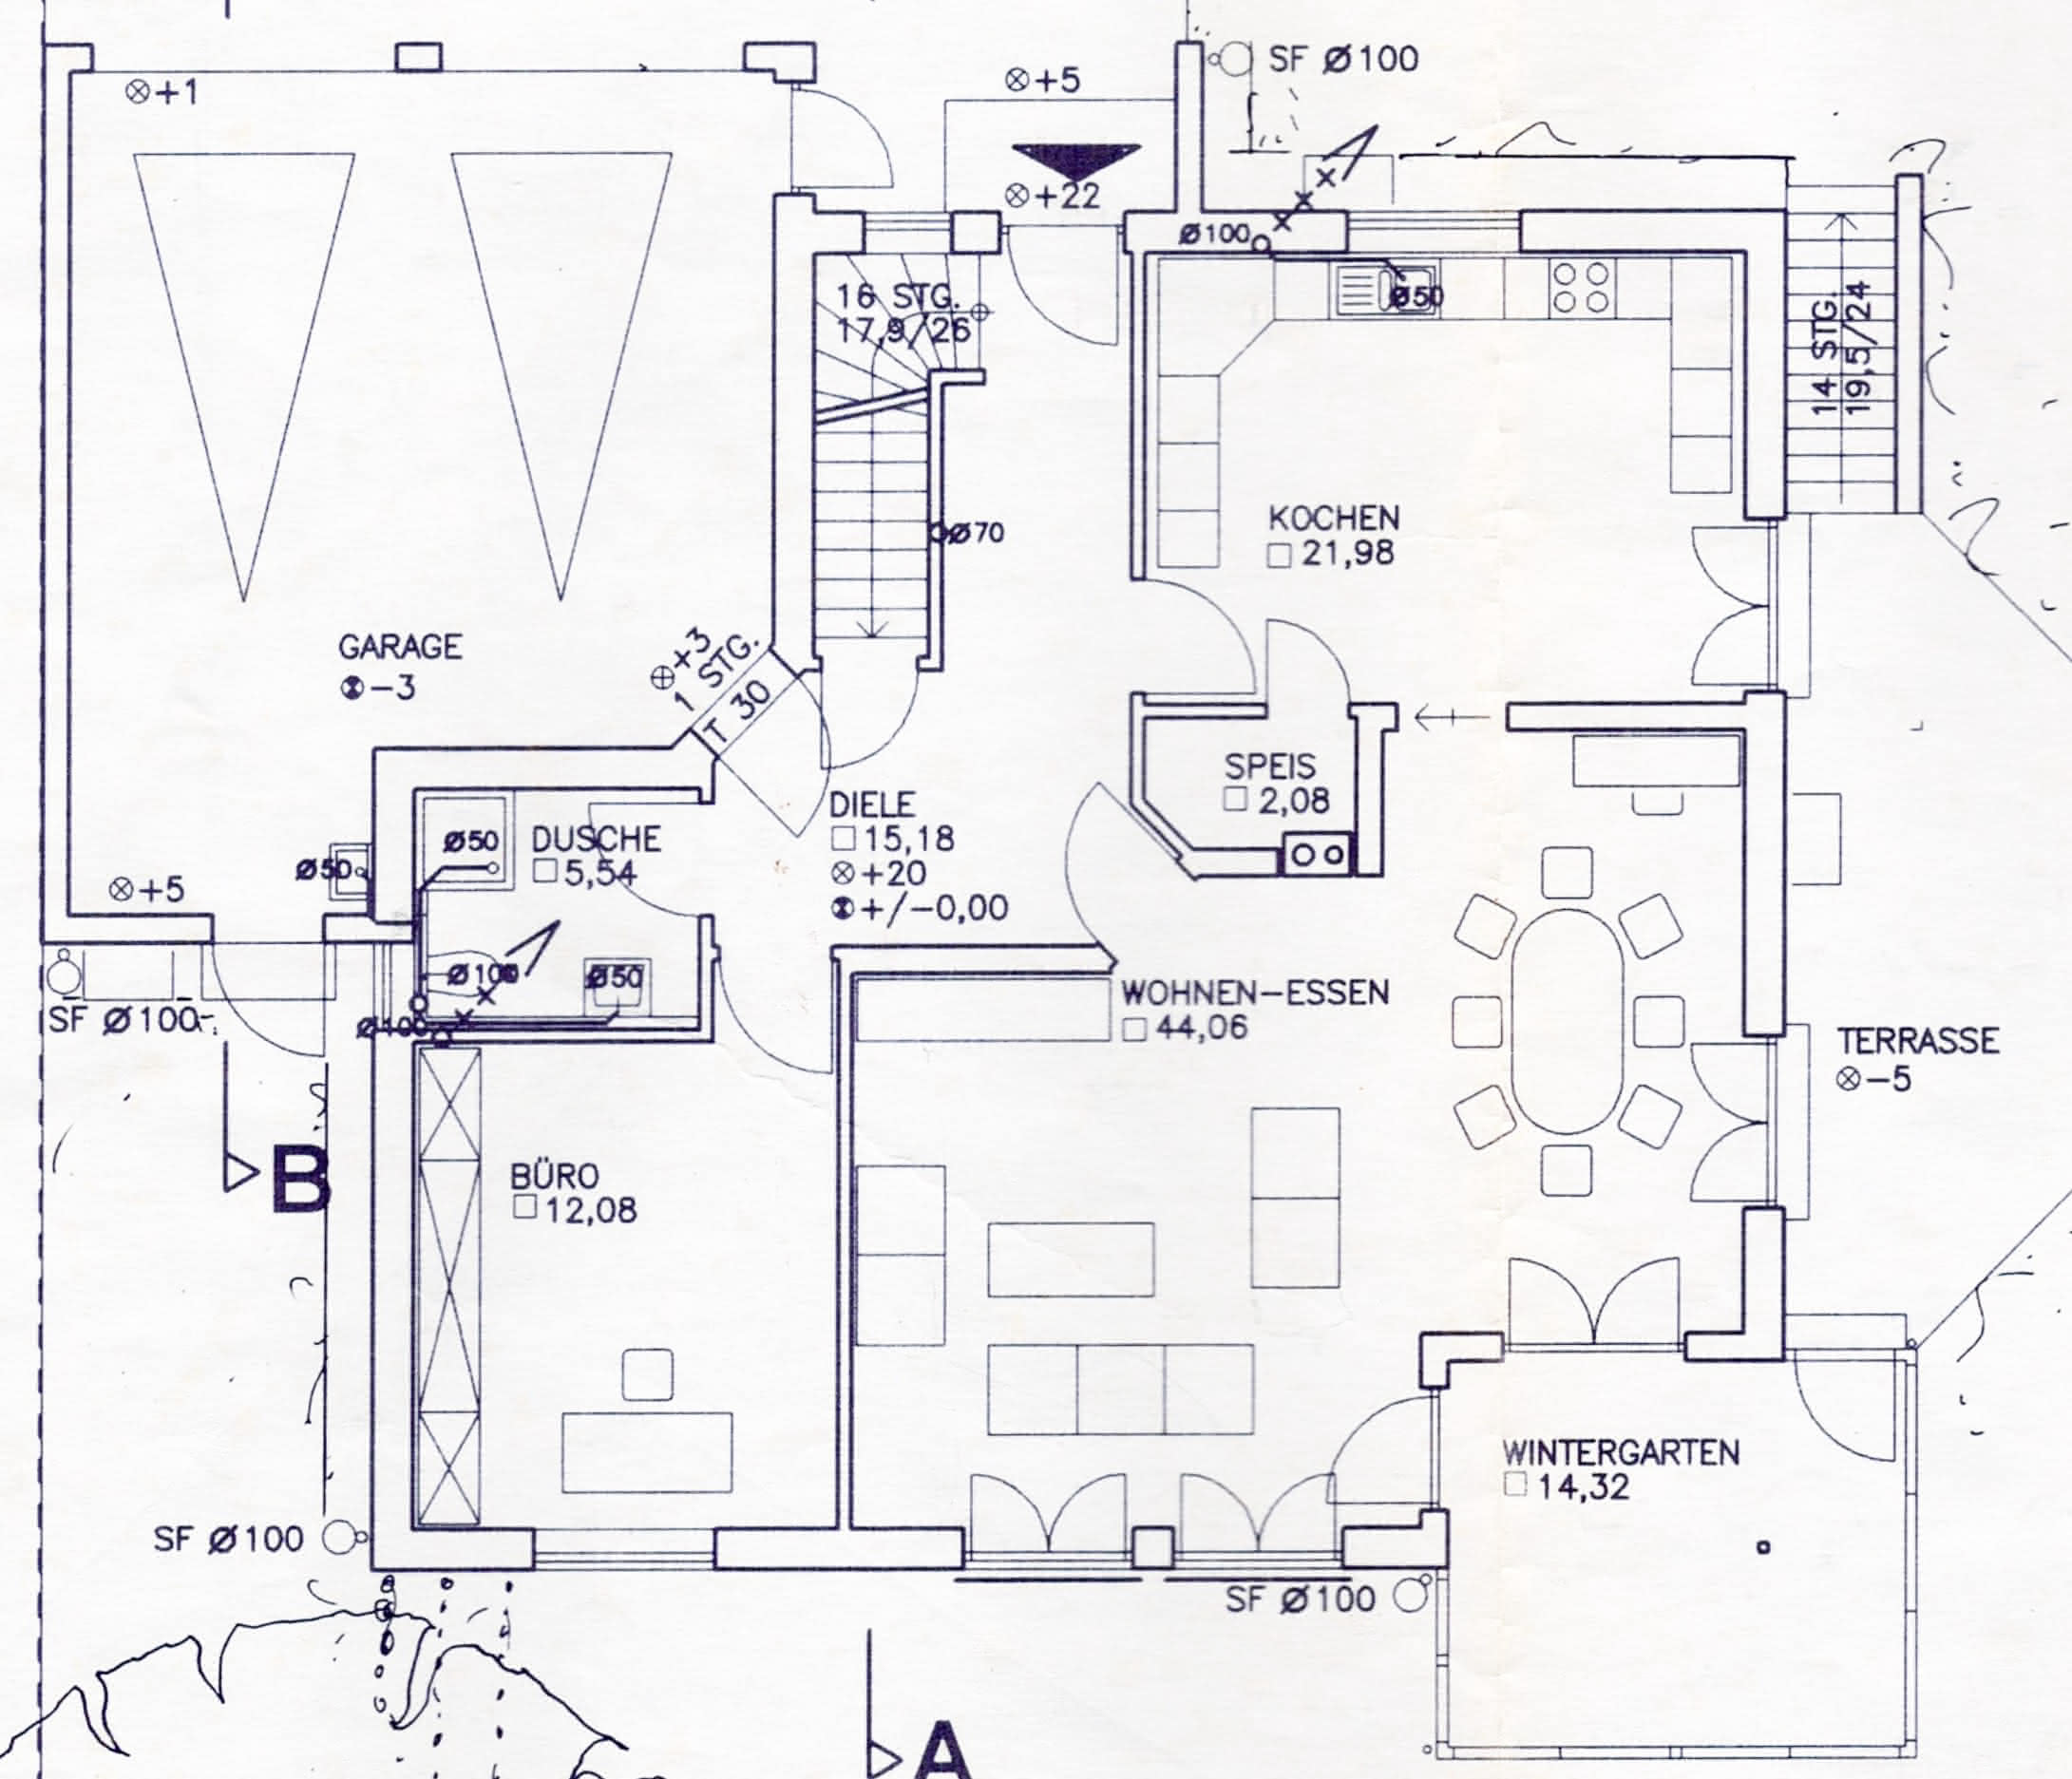 ⊗+1
⊗+5
SF Ø100
⊗+22
Ø100
16 STG.
17,9/26
Ø50
14 STG.
19,5/24
Ø70
KOCHEN
□ 21,98
GARAGE
-3
⊕+3
1 STG.
T 30
SPEIS
□ 2,08
DIELE
□ 15,18
⊗+20
+/-0,00
Ø50
DUSCHE
□ 5,54
Ø50
⊗+5
Ø100
Ø50
SF Ø100
Ø100
WOHNEN-ESSEN
□ 44,06
TERRASSE
⊗-5
B
BÜRO
□ 12,08
WINTERGARTEN
□ 14,32
SF Ø100
SF Ø100
A